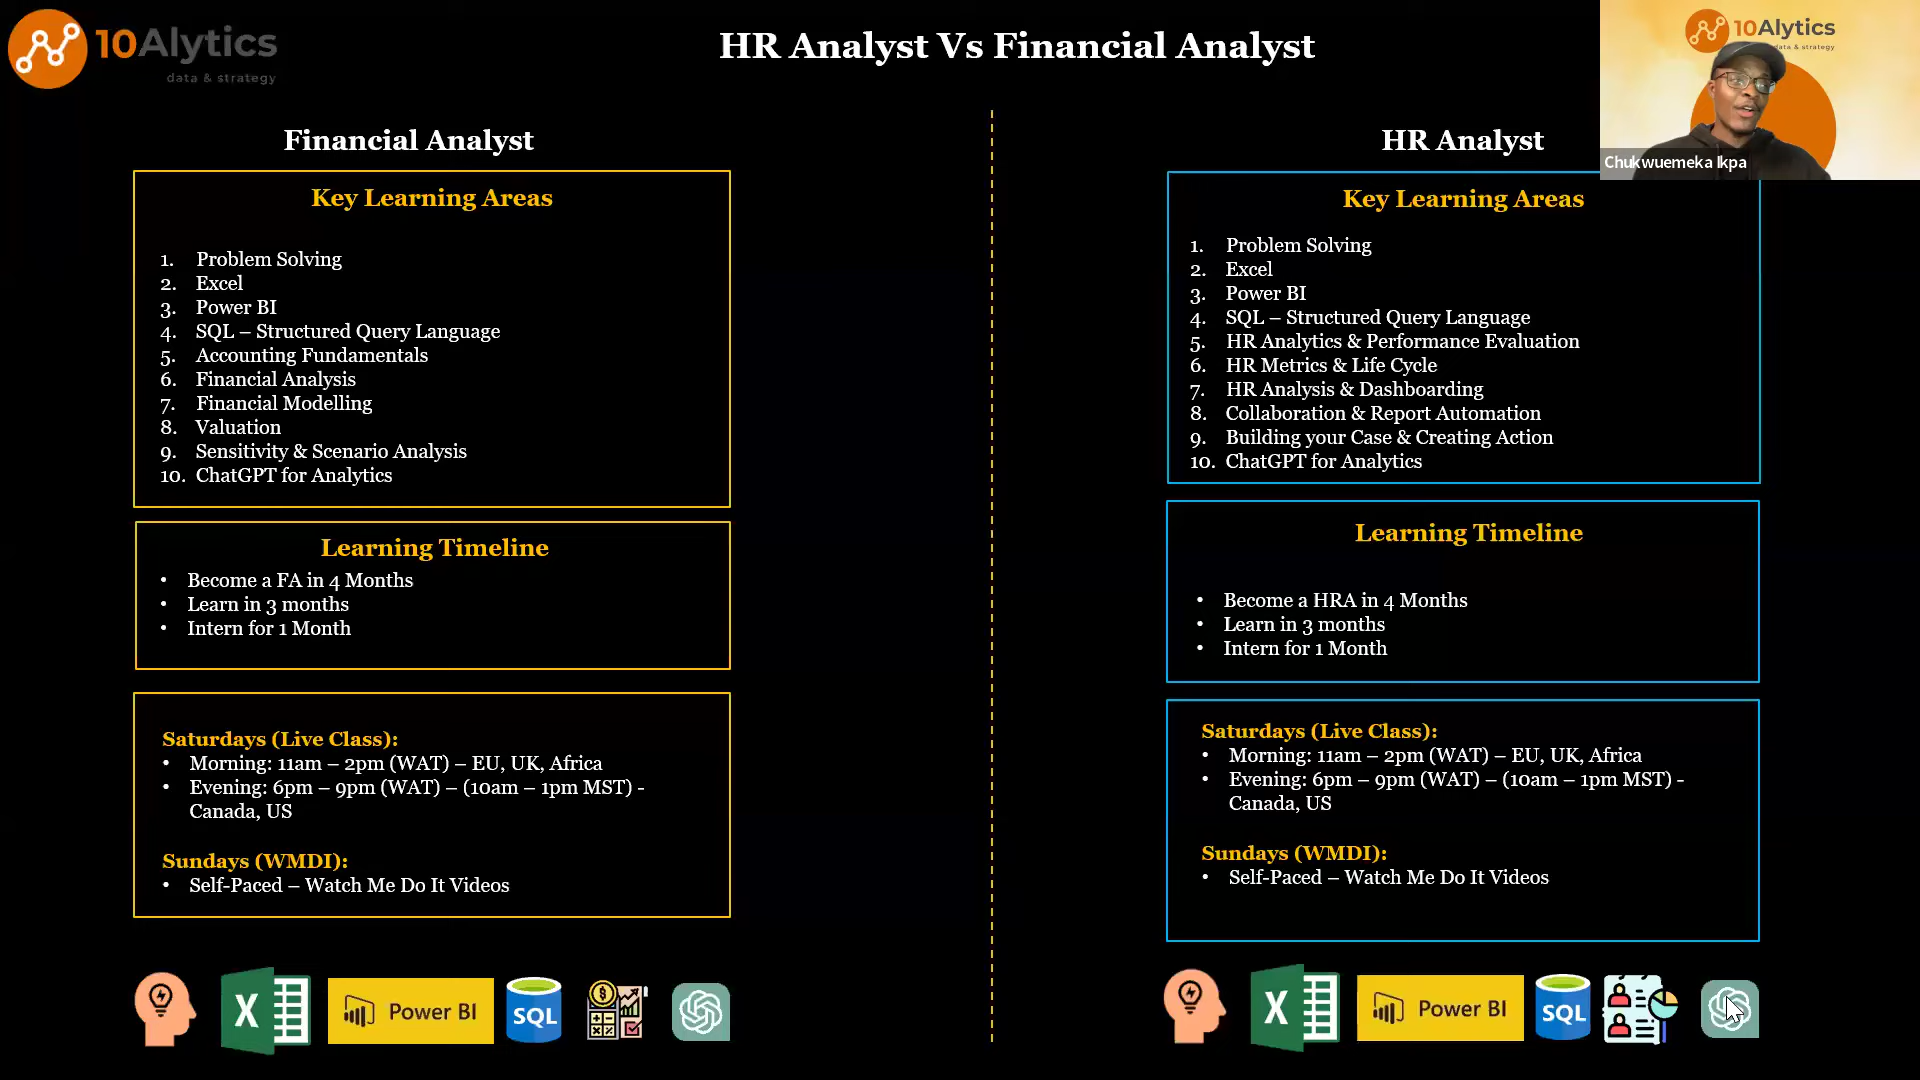 10Alytics
data & strategy
HR Analyst Vs Financial Analyst
10Alytics
data & strategy
Chukwuemeka Ikpa
Financial Analyst
Key Learning Areas
1. Problem Solving
2. Excel
3. Power BI
4. SQL – Structured Query Language
5. Accounting Fundamentals
6. Financial Analysis
7. Financial Modelling
8. Valuation
9. Sensitivity & Scenario Analysis
10. ChatGPT for Analytics
Learning Timeline
• Become a FA in 4 Months
• Learn in 3 months
• Intern for 1 Month
Saturdays (Live Class):
• Morning: 11am – 2pm (WAT) – EU, UK, Africa
• Evening: 6pm – 9pm (WAT) – (10am – 1pm MST) -
Canada, US
Sundays (WMDI):
• Self-Paced – Watch Me Do It Videos
X
Power BI
SQL
HR Analyst
Key Learning Areas
1. Problem Solving
2. Excel
3. Power BI
4. SQL – Structured Query Language
5. HR Analytics & Performance Evaluation
6. HR Metrics & Life Cycle
7. HR Analysis & Dashboarding
8. Collaboration & Report Automation
9. Building your Case & Creating Action
10. ChatGPT for Analytics
Learning Timeline
• Become a HRA in 4 Months
• Learn in 3 months
• Intern for 1 Month
Saturdays (Live Class):
• Morning: 11am – 2pm (WAT) – EU, UK, Africa
• Evening: 6pm – 9pm (WAT) – (10am – 1pm MST) -
Canada, US
Sundays (WMDI):
• Self-Paced – Watch Me Do It Videos
X
Power BI
SQL